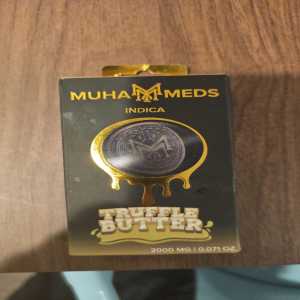 MUHA MEDS
INDICA
TRUFFLE
BUTTER
2000 MG | 0.071 OZ